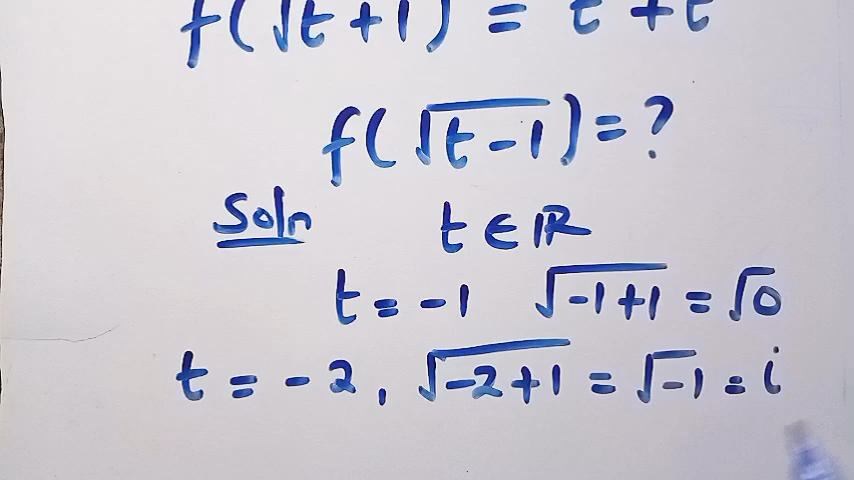 f(√t+1) = t + t
f(√t-1) = ?
Soln t ∈ ℝ
t = -1 √-1+1 = √0
t = -2, √-2+1 = √-1 = i